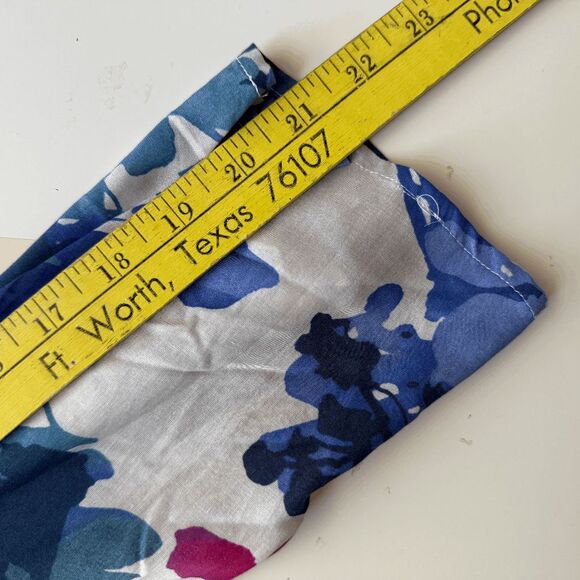 17 18 19 20 21 22 23
Ft. Worth, Texas 76107 Pho